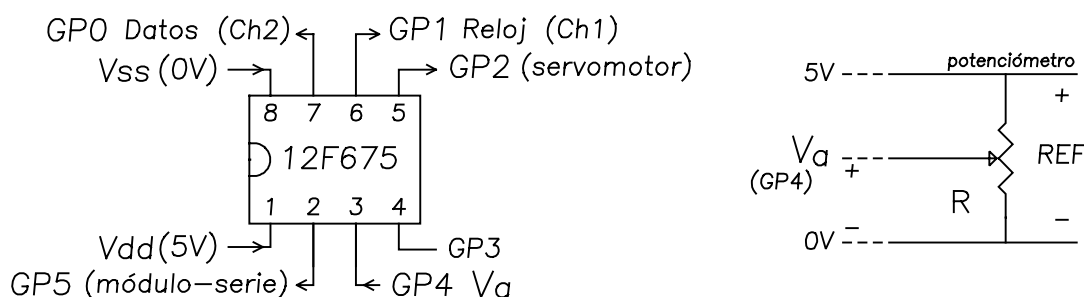 GP0 Datos (Ch2)
GP1 Reloj (Ch1)
Vss (0V)
GP2 (servomotor)
8 7 6 5
12F675
1 2 3 4
Vdd (5V)
GP3
GP5 (módulo-serie)
GP4 Va
potenciómetro
5V
+
Va
+
(GP4)
REF
R
-
0V
-